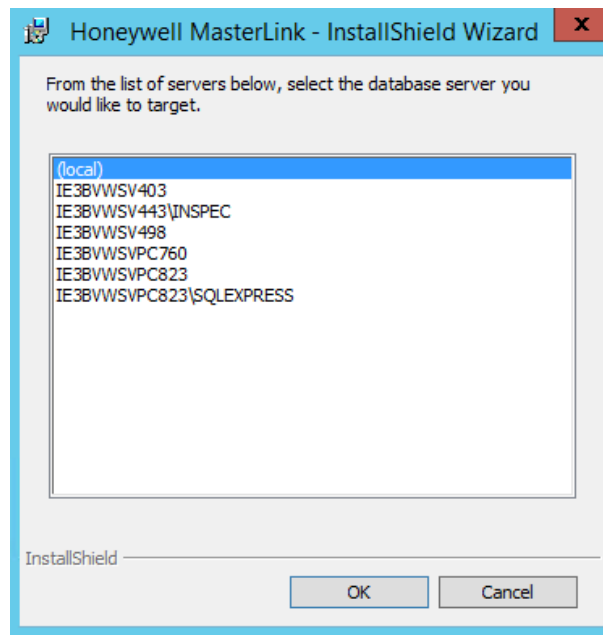 Honeywell MasterLink - InstallShield Wizard
x
From the list of servers below, select the database server you
would like to target.
(local)
IE3BVWSV403
IE3BVWSV443\INSPEC
IE3BVWSV498
IE3BVWSVPC760
IE3BVWSVPC823
IE3BVWSVPC823\SQLEXPRESS
InstallShield
OK Cancel